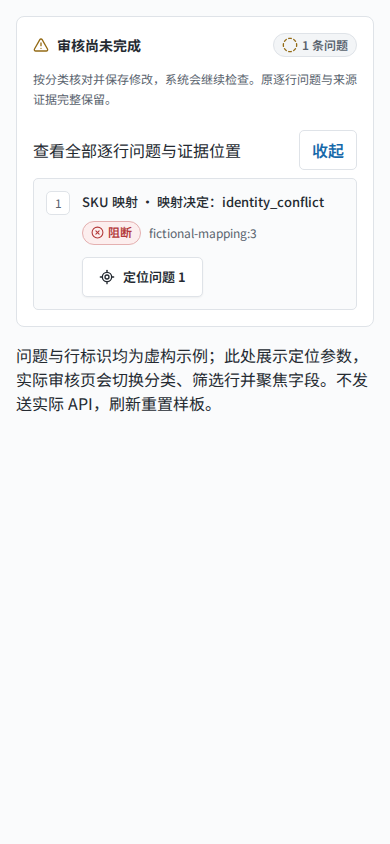 审核尚未完成
1 条问题
按分类核对并保存修改，系统会继续检查。原逐行问题与来源
证据完整保留。
查看全部逐行问题与证据位置
收起
1
SKU 映射 · 映射决定：identity_conflict
阻断
fictional-mapping:3
定位问题 1
问题与行标识均为虚构示例；此处展示定位参数，
实际审核页会切换分类、筛选行并聚焦字段。不发
送实际 API，刷新重置样板。